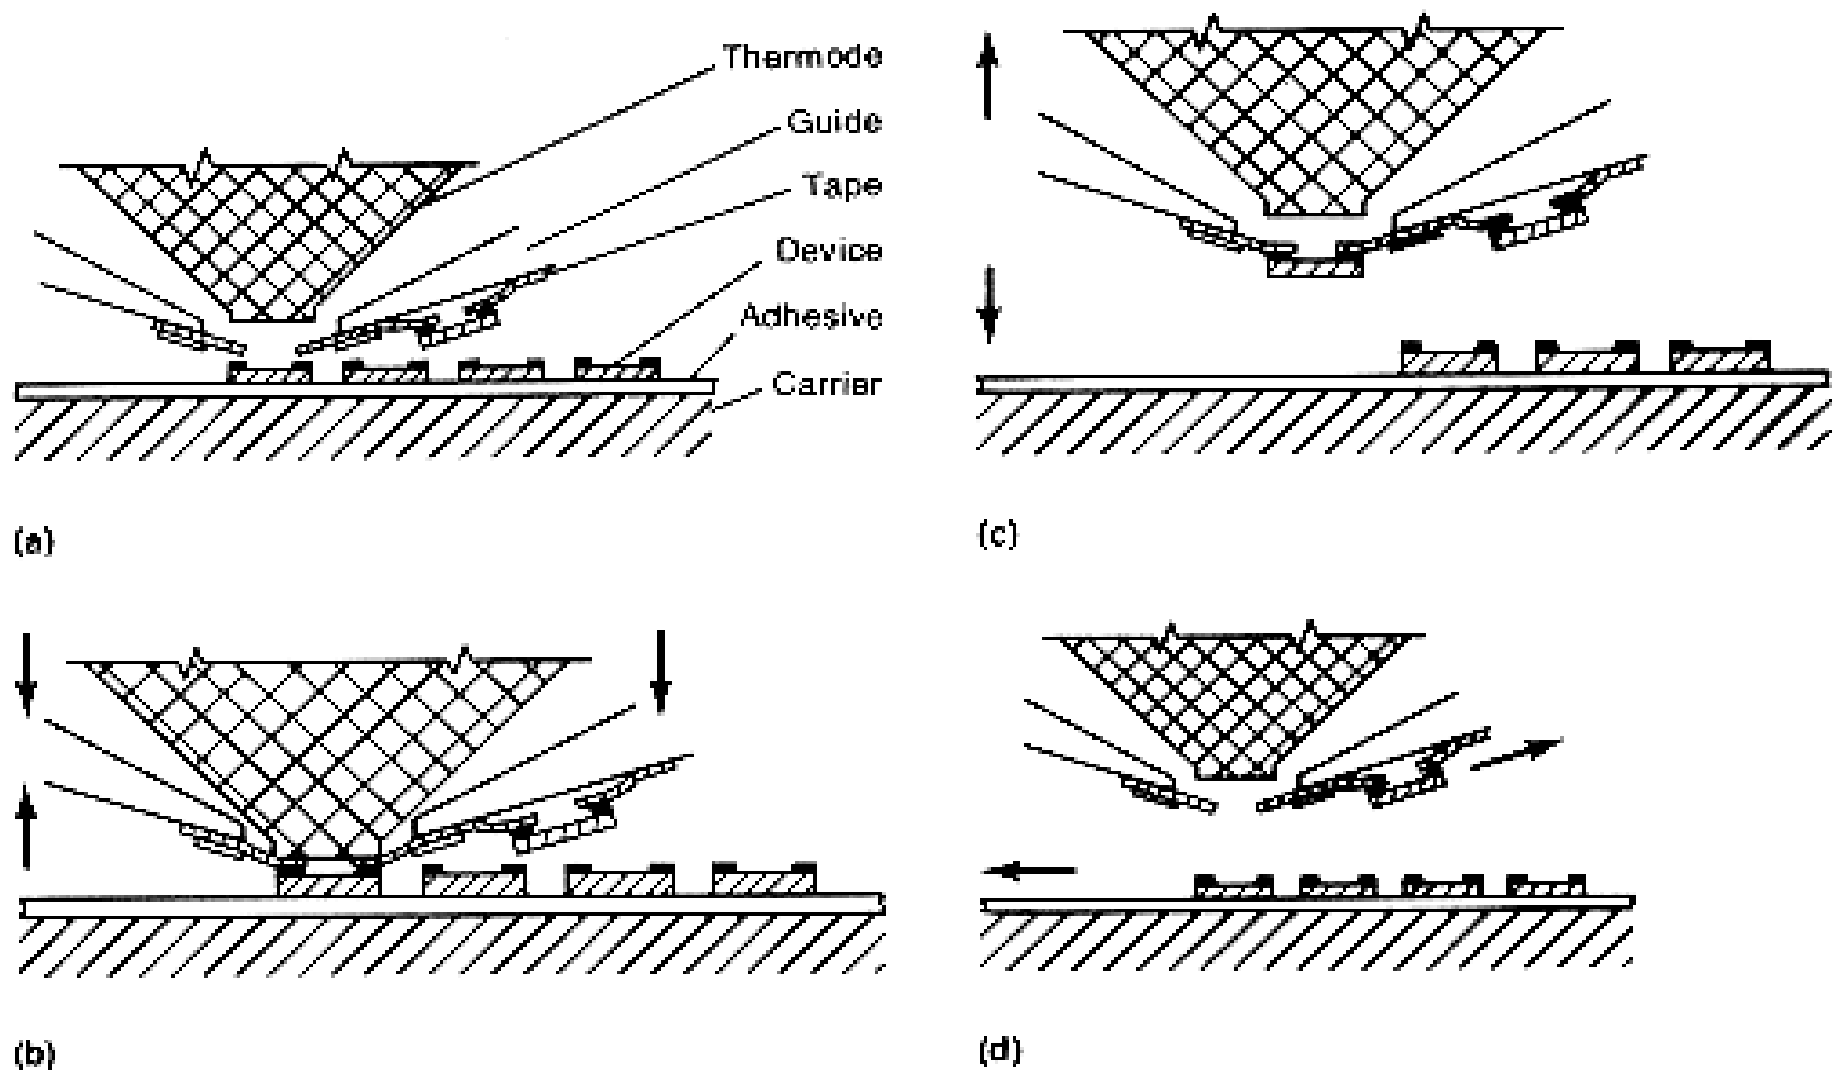 Thermode
Guide
Tape
Device
Adhesive
Carrier
(a)
(c)
(b)
(d)